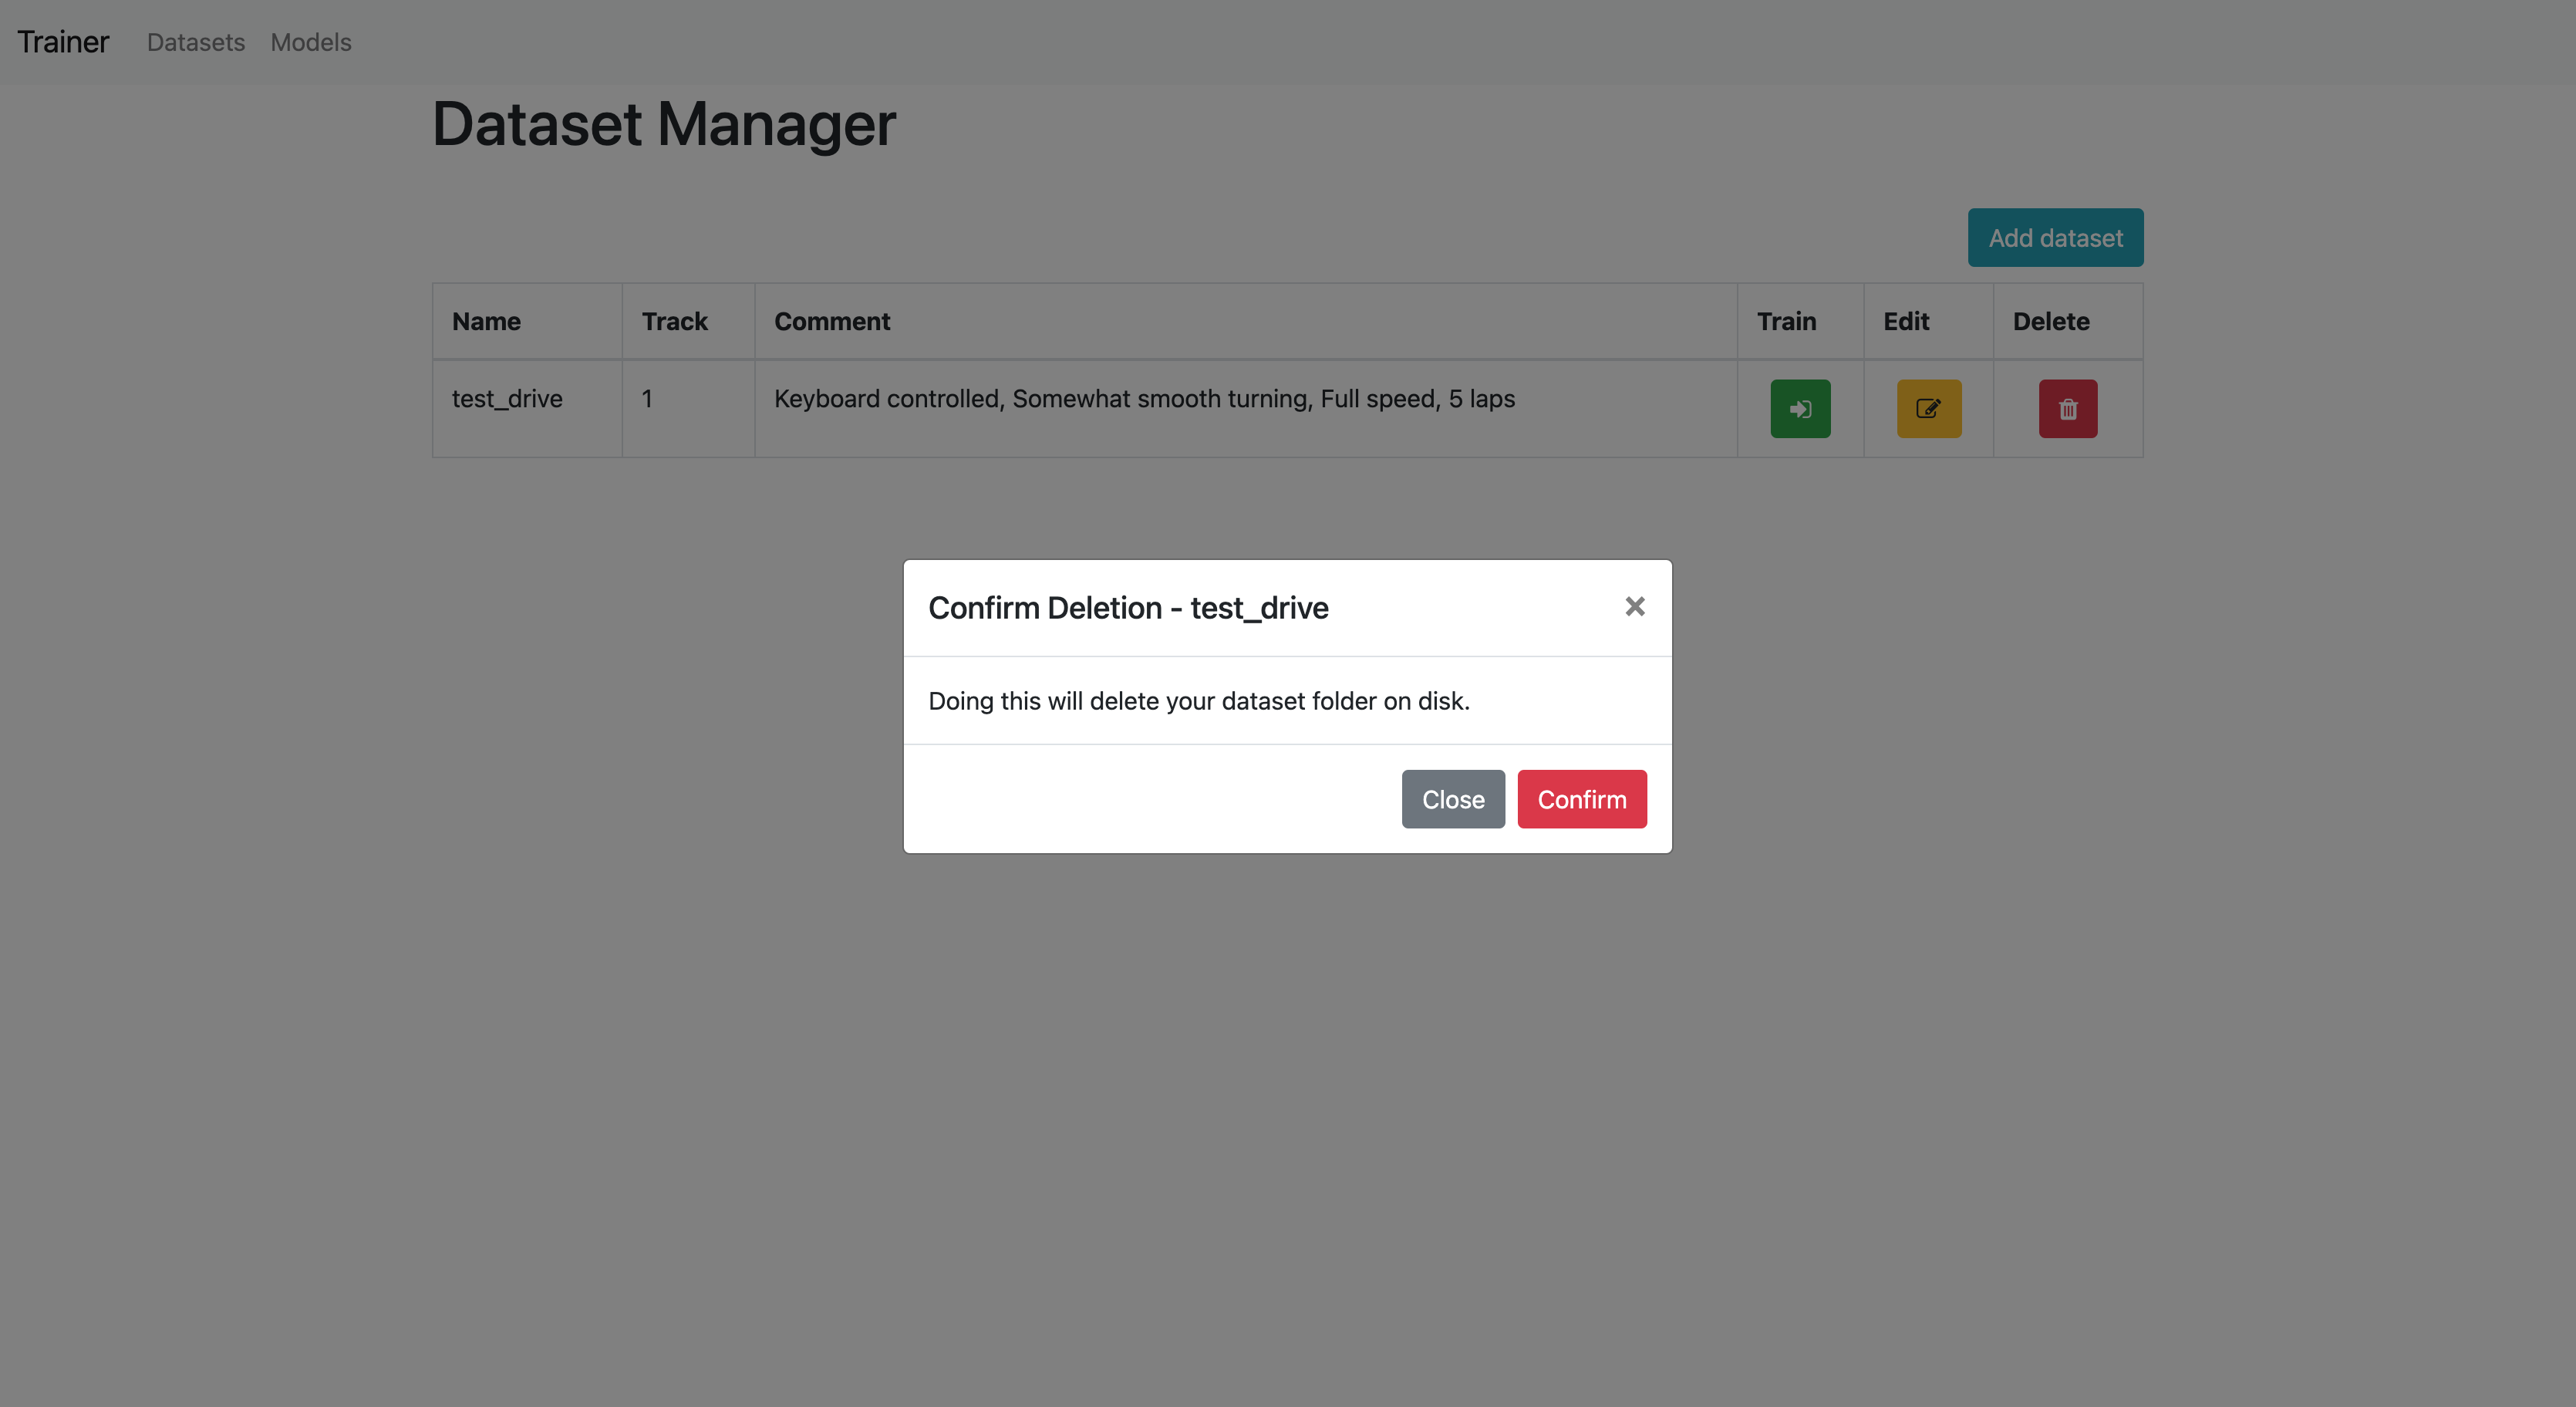 Trainer Datasets Models
Dataset Manager
Add dataset
Name Track Comment Train Edit Delete
test_drive 1 Keyboard controlled, Somewhat smooth turning, Full speed, 5 laps
Confirm Deletion - test_drive ×
Doing this will delete your dataset folder on disk.
Close Confirm